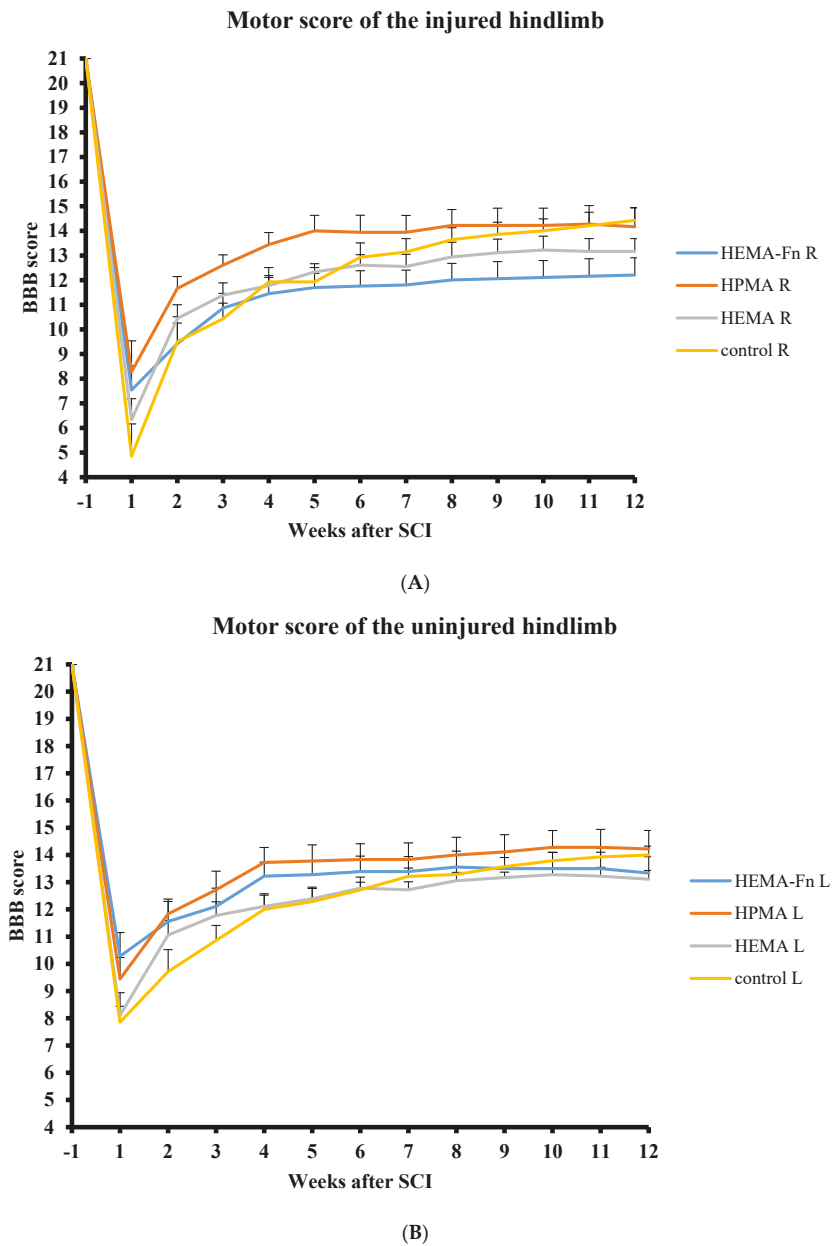 Motor score of the injured hindlimb
21
20
19
18
17
16
15
14
13
12
11
10
9
8
7
6
5
4
BBB score
-1 1 2 3 4 5 6 7 8 9 10 11 12
Weeks after SCI
HEMA-Fn R
HPMA R
HEMA R
control R
(A)
Motor score of the uninjured hindlimb
21
20
19
18
17
16
15
14
13
12
11
10
9
8
7
6
5
4
BBB score
-1 1 2 3 4 5 6 7 8 9 10 11 12
Weeks after SCI
HEMA-Fn L
HPMA L
HEMA L
control L
(B)